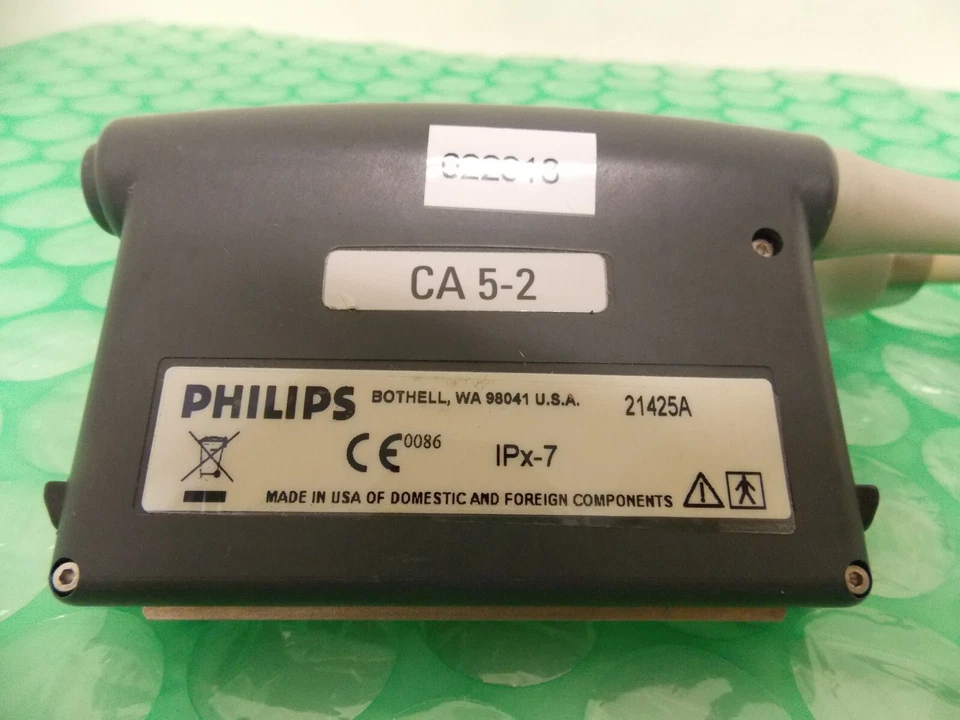 CA 5-2
PHILIPS BOTHELL, WA 98041 U.S.A. 21425A
CE 0086 IPx-7
MADE IN USA OF DOMESTIC AND FOREIGN COMPONENTS